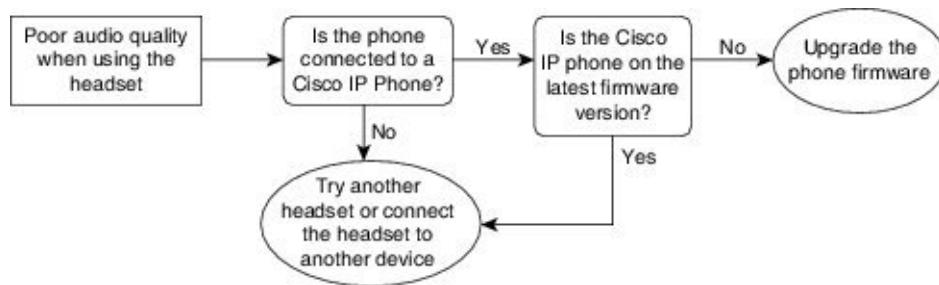 Poor audio quality
when using the
headset
Is the phone
connected to a
Cisco IP Phone?
Yes
Is the Cisco
IP phone on the
latest firmware
version?
No
Upgrade the
phone firmware
No
Yes
Try another
headset or connect
the headset to
another device